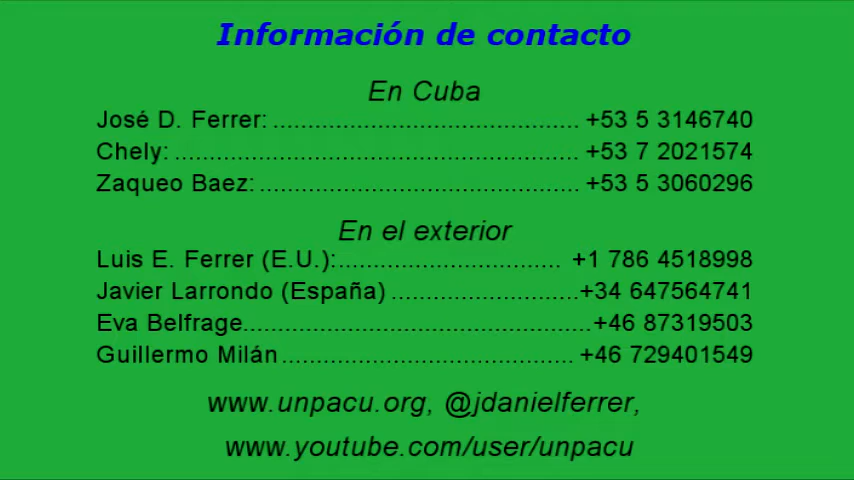 Información de contacto
En Cuba
José D. Ferrer: ............................................ +53 5 3146740
Chely: .......................................................... +53 7 2021574
Zaqueo Baez: .............................................. +53 5 3060296
En el exterior
Luis E. Ferrer (E.U.):................................ +1 786 4518998
Javier Larrondo (España) ...........................+34 647564741
Eva Belfrage..................................................+46 87319503
Guillermo Milán .......................................... +46 729401549
www.unpacu.org, @jdanielferrer,
www.youtube.com/user/unpacu